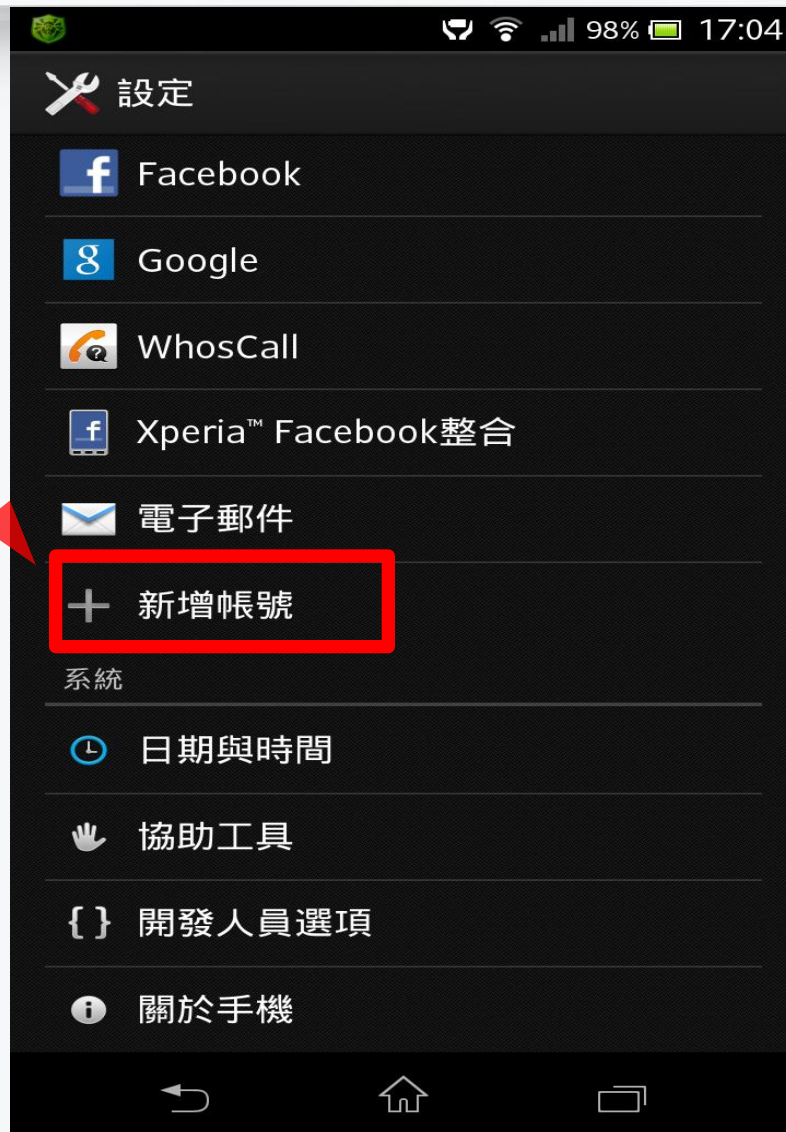 98% 17:04
設定
Facebook
Google
WhosCall
Xperia™ Facebook整合
電子郵件
新增帳號
系統
日期與時間
協助工具
開發人員選項
關於手機